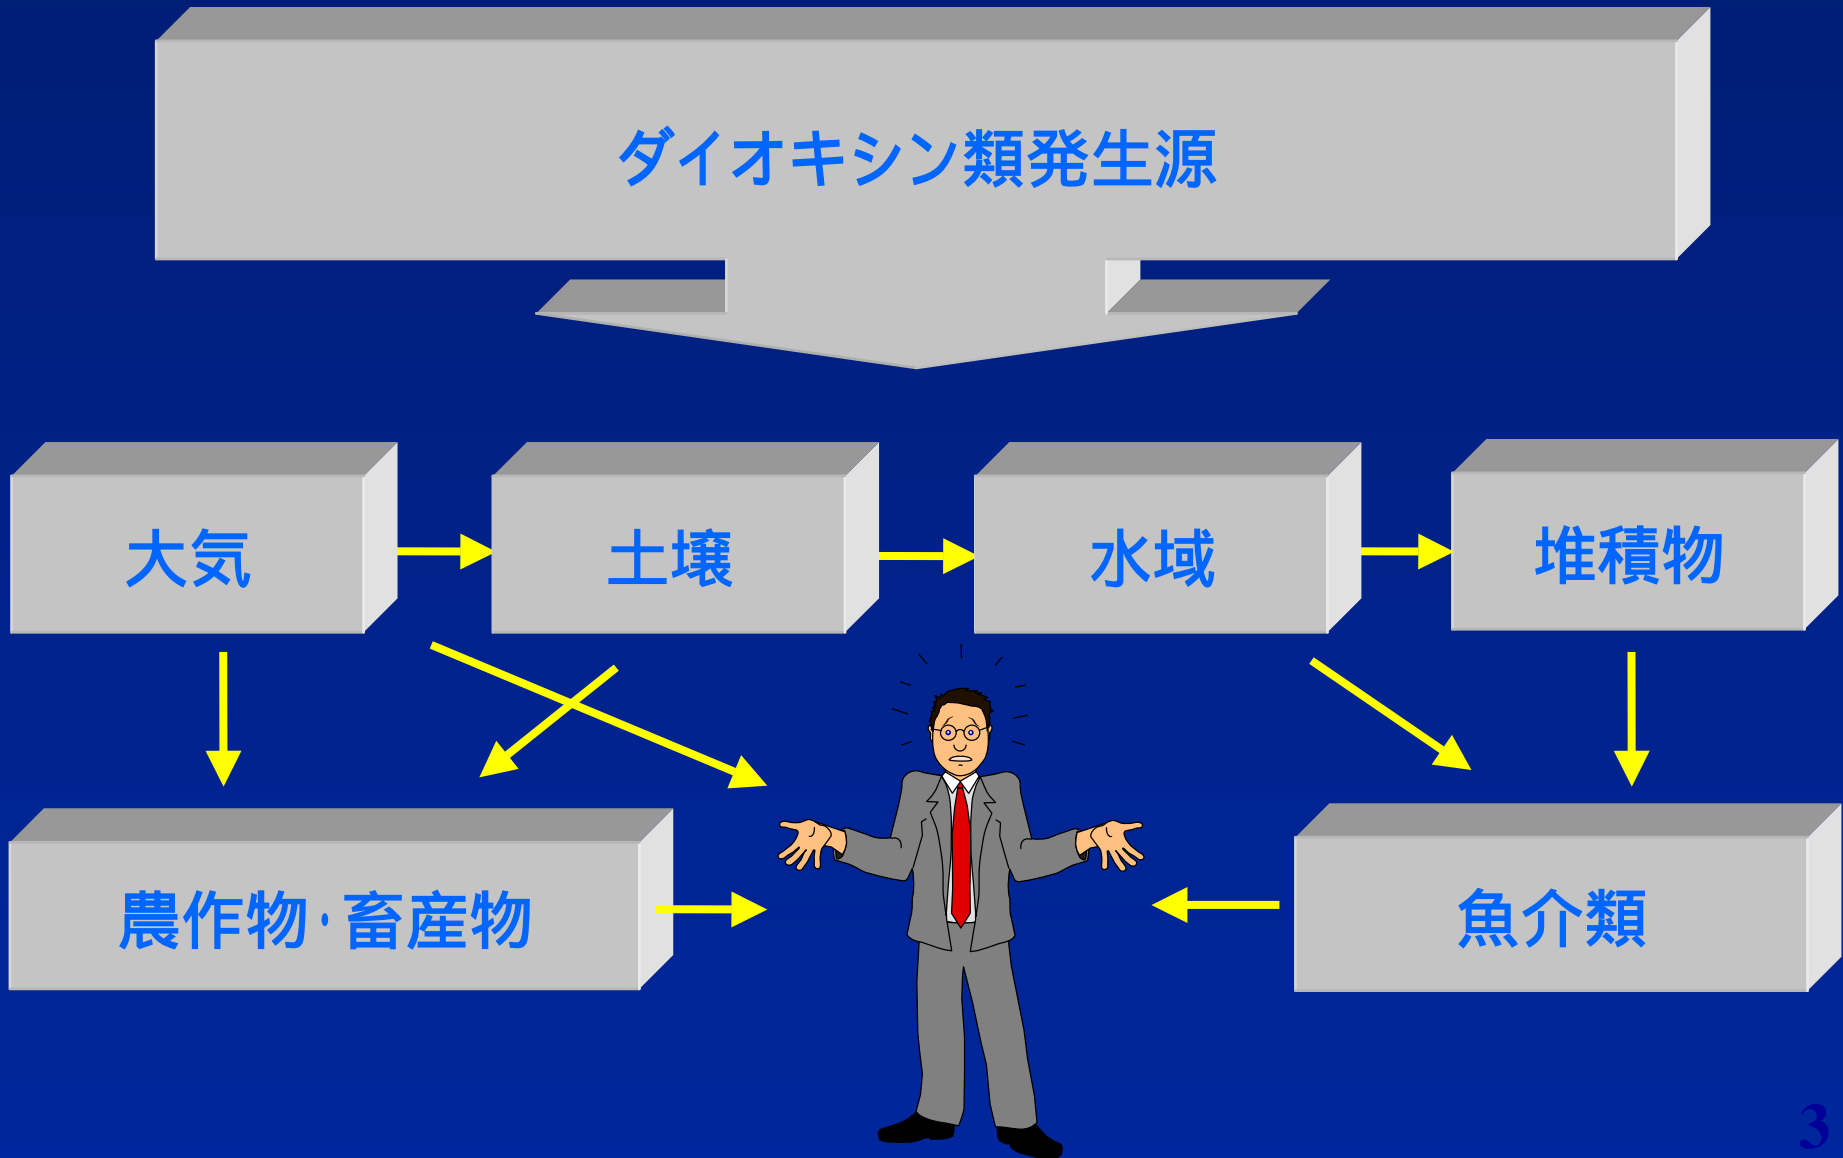 ダイオキシン類発生源
大気
土壌
水域
堆積物
農作物・畜産物
魚介類
3